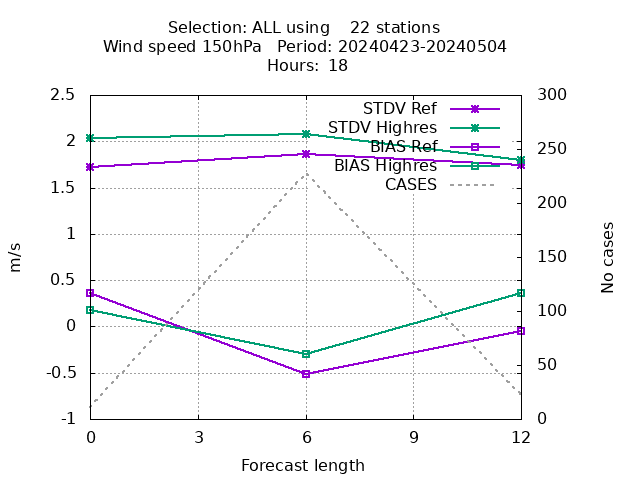 Selection: ALL using    22 stations
Wind speed 150hPa   Period: 20240423-20240504
Hours:  18
2.5
2
1.5
1
0.5
0
-0.5
-1
300
250
200
150
100
50
0
STDV Ref
STDV Highres
BIAS Ref
BIAS Highres
CASES
m/s
No cases
0
3
6
9
12
Forecast length